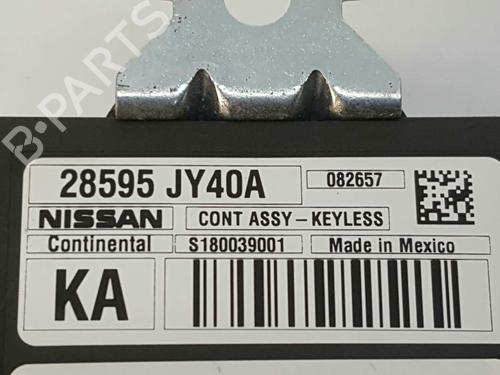 B-PARTS
28595 JY40A
082657
NISSAN
CONT ASSY-KEYLESS
Continental
S180039001
Made in Mexico
KA